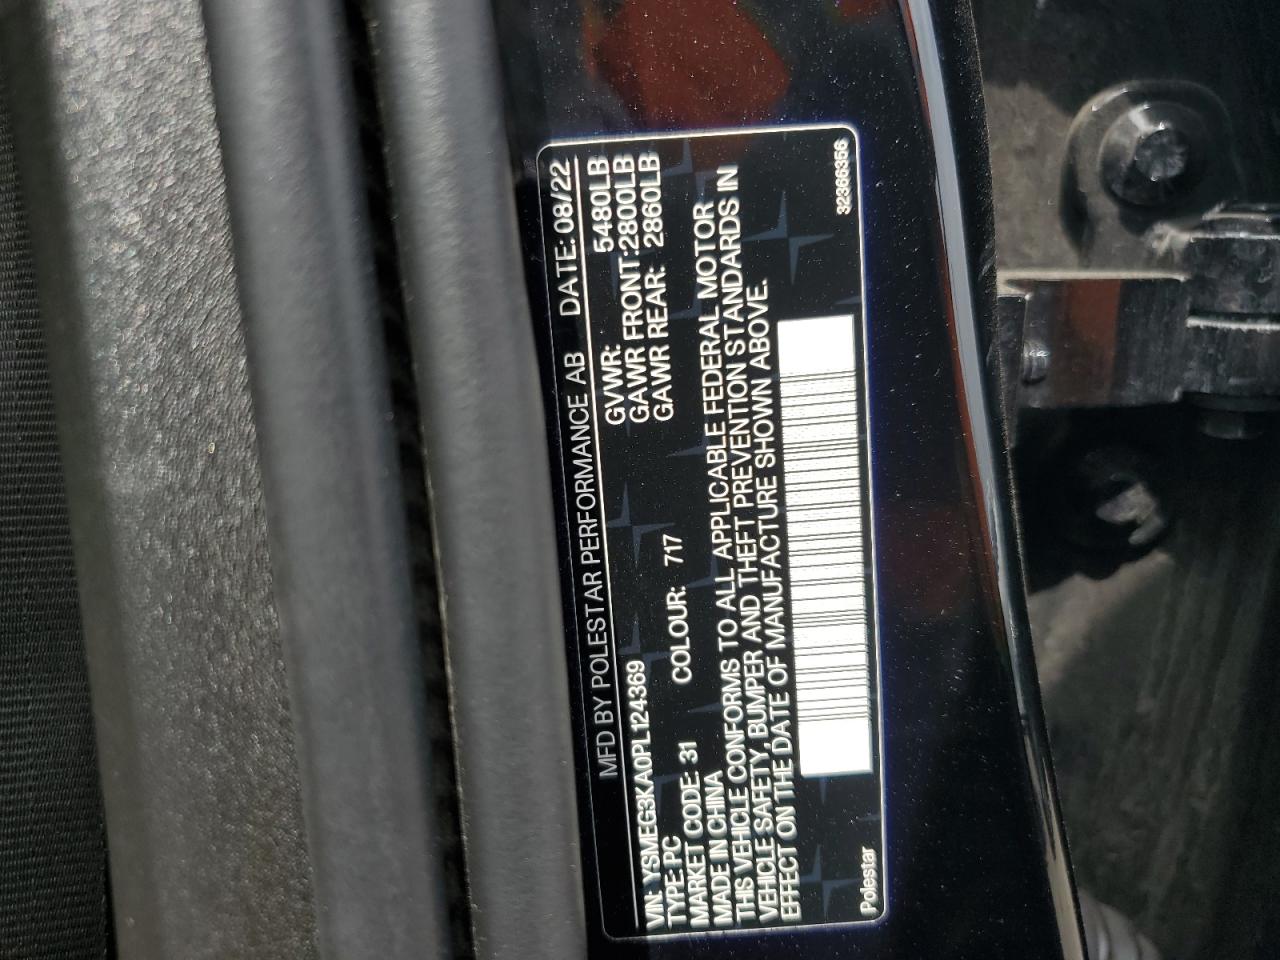 MFD BY POLESTAR PERFORMANCE AB DATE: 08/22
VIN: YSMEG3KA0PL124369 GVWR: 5480LB
TYPE: PC GAWR FRONT:2800LB
MARKET CODE: 31 COLOUR: 717 GAWR REAR: 2860LB
MADE IN CHINA
THIS VEHICLE CONFORMS TO ALL APPLICABLE FEDERAL MOTOR
VEHICLE SAFETY, BUMPER AND THEFT PREVENTION STANDARDS IN
EFFECT ON THE DATE OF MANUFACTURE SHOWN ABOVE.
Polestar 32366356